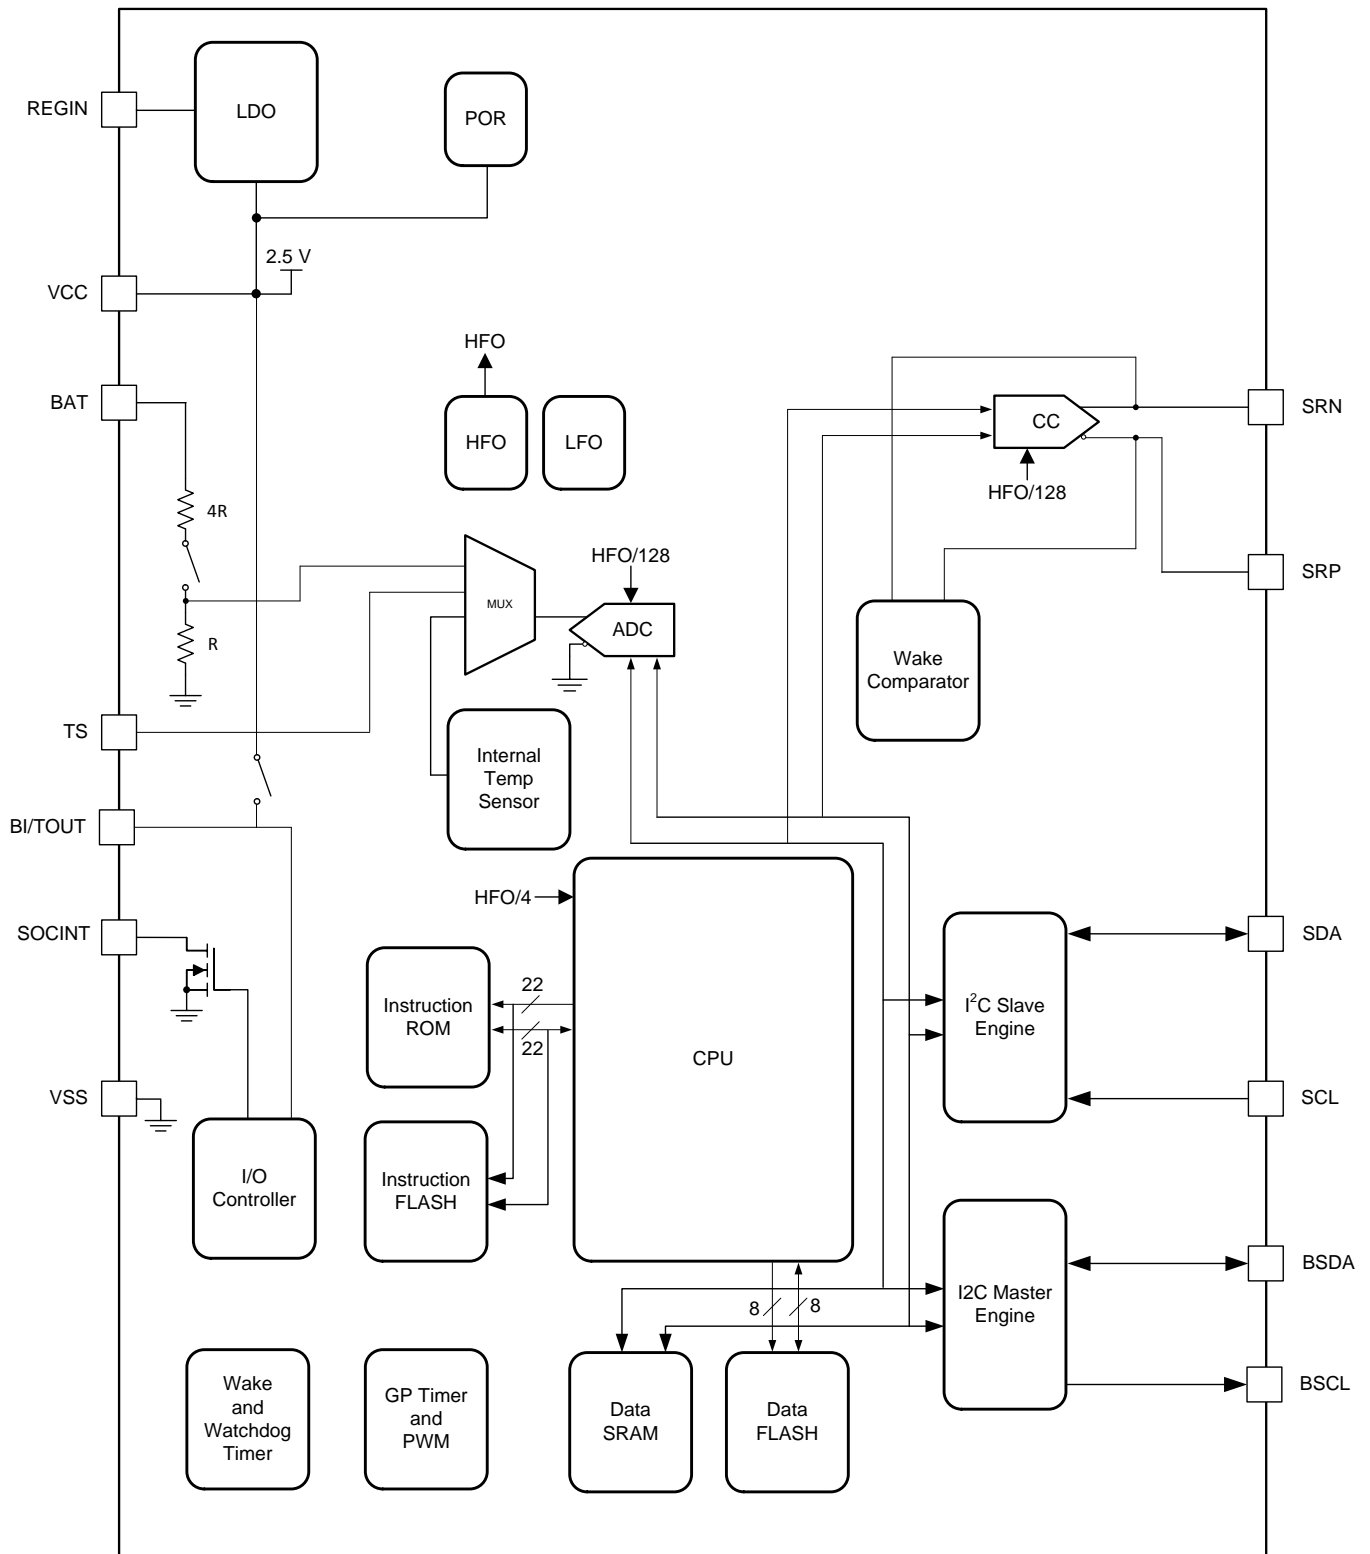 REGIN
LDO
POR
2.5 V
VCC
HFO
BAT
HFO
LFO
CC
SRN
HFO/128
4R
HFO/128
SRP
MUX
ADC
R
Wake
Comparator
TS
Internal
Temp
Sensor
BI/TOUT
HFO/4
SOCINT
SDA
22
Instruction
ROM
22
I²C Slave
Engine
CPU
VSS
SCL
I/O
Controller
Instruction
FLASH
BSDA
I2C Master
Engine
8
8
BSCL
Wake
and
Watchdog
Timer
GP Timer
and
PWM
Data
SRAM
Data
FLASH